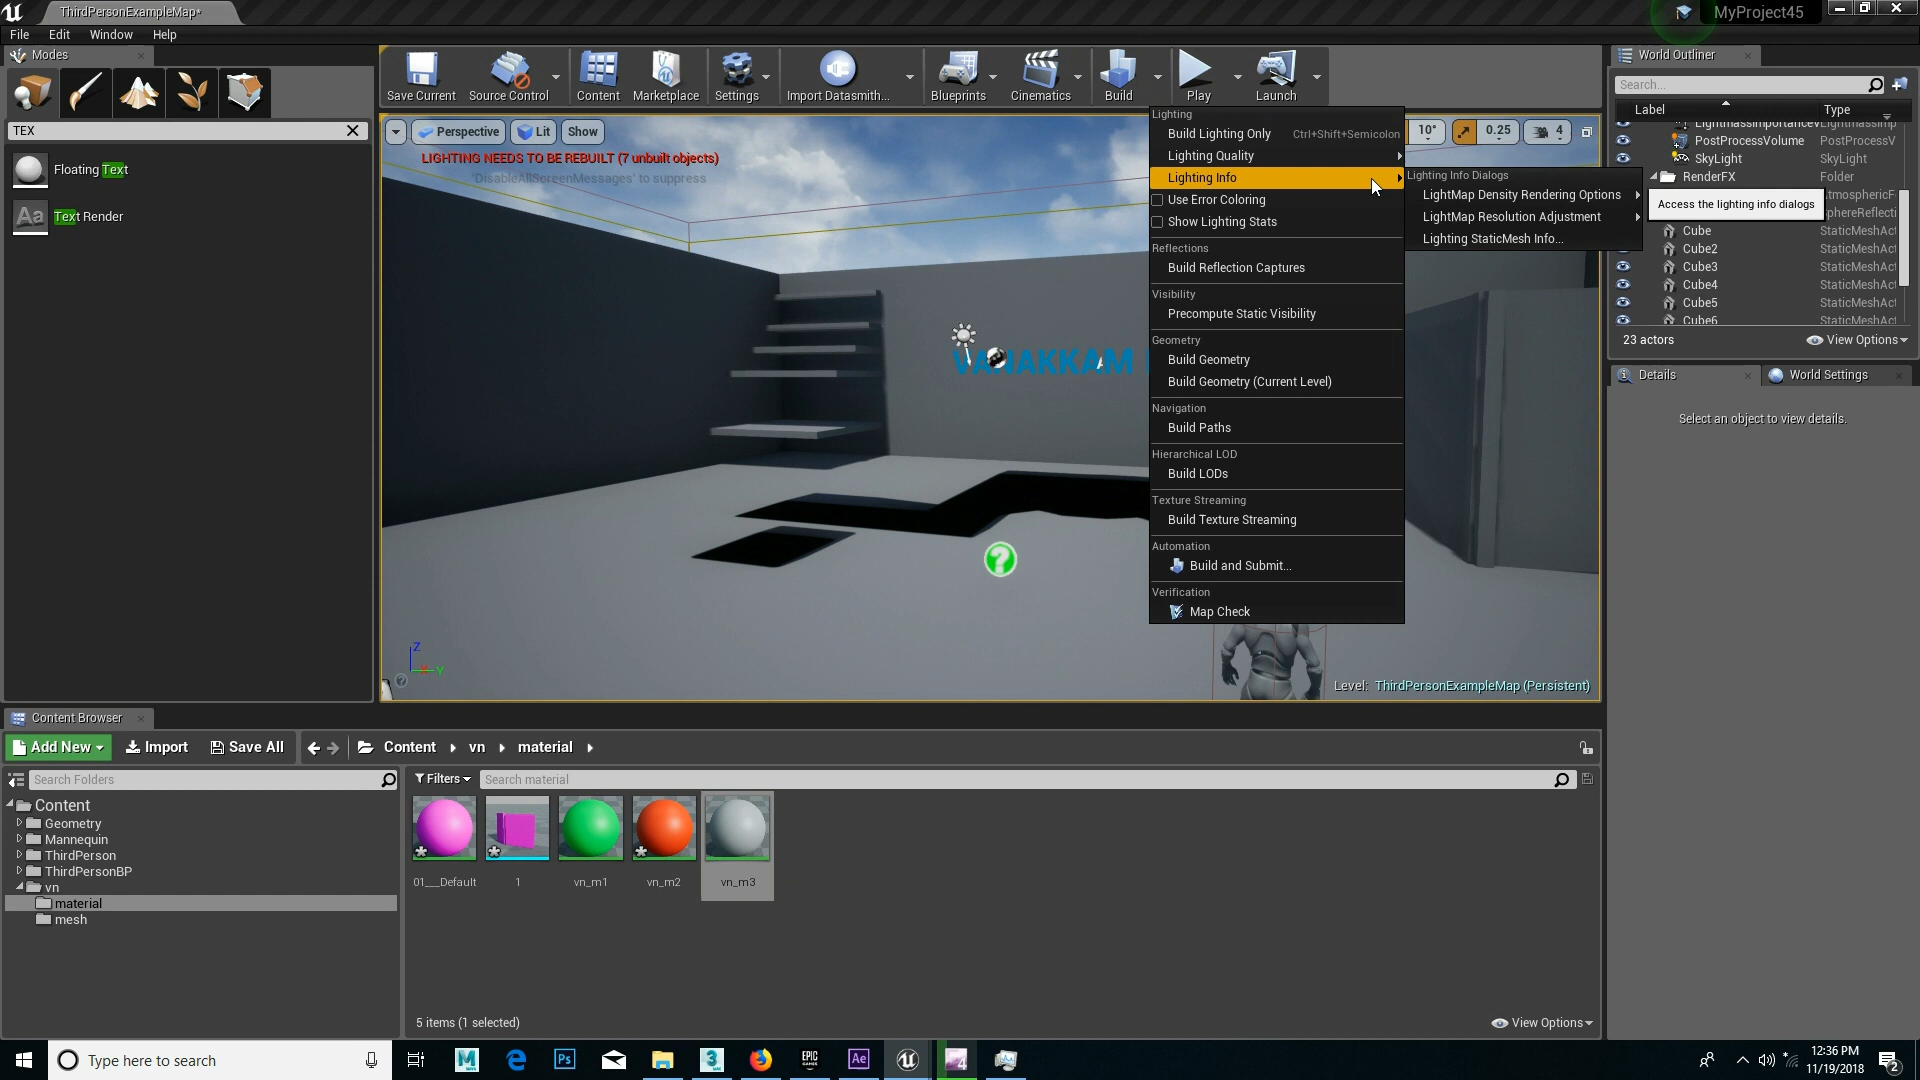 ThirdPersonExampleMap*
MyProject45
File Edit Window Help
Modes
TEX
Floating Text
Text Render
Save Current
Source Control
Content
Marketplace
Settings
Import Datasmith...
Blueprints
Cinematics
Build
Play
Launch
Perspective
Lit
Show
10°
0.25
4
LIGHTING NEEDS TO BE REBUILT (7 unbuilt objects)
'DisableAllScreenMessages' to suppress
VANAKKAM
Z
X
Y
Level: ThirdPersonExampleMap (Persistent)
Lighting
Build Lighting Only Ctrl+Shift+Semicolon
Lighting Quality
Lighting Info
Use Error Coloring
Show Lighting Stats
Reflections
Build Reflection Captures
Visibility
Precompute Static Visibility
Geometry
Build Geometry
Build Geometry (Current Level)
Navigation
Build Paths
Hierarchical LOD
Build LODs
Texture Streaming
Build Texture Streaming
Automation
Build and Submit...
Verification
Map Check
Lighting Info Dialogs
LightMap Density Rendering Options
LightMap Resolution Adjustment
Lighting StaticMesh Info...
Access the lighting info dialogs
World Outliner
Search...
Label Type
PostProcessVolume PostProcessV
SkyLight SkyLight
RenderFX Folder
Cube StaticMeshAct
Cube2 StaticMeshAct
Cube3 StaticMeshAct
Cube4 StaticMeshAct
Cube5 StaticMeshAct
Cube6 StaticMeshAct
23 actors
View Options
Details
World Settings
Select an object to view details.
Content Browser
Add New
Import
Save All
Content
vn
material
Search Folders
Filters
Search material
Content
Geometry
Mannequin
ThirdPerson
ThirdPersonBP
vn
material
mesh
01___Default
1
vn_m1
vn_m2
vn_m3
5 items (1 selected)
View Options
Type here to search
12:36 PM
11/19/2018
2